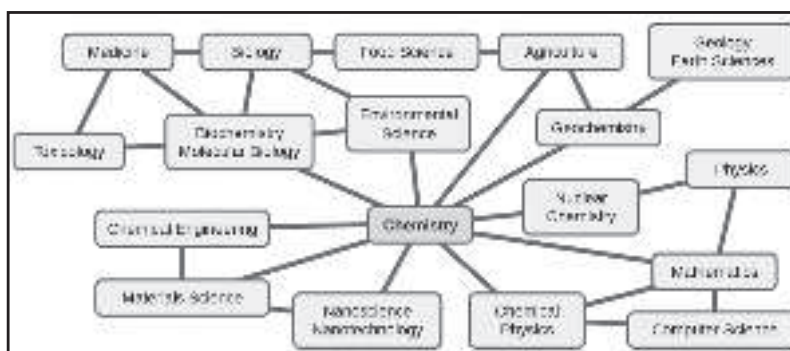 Medicine
Biology
Food Science
Agriculture
Geology
Earth Sciences
Toxicology
Biochemistry
Molecular Biology
Environmental
Science
Geochemistry
Physics
Nuclear
Chemistry
Chemical Engineering
Chemistry
Mathematics
Materials Science
Nanoscience
Nanotechnology
Chemical
Physics
Computer Science